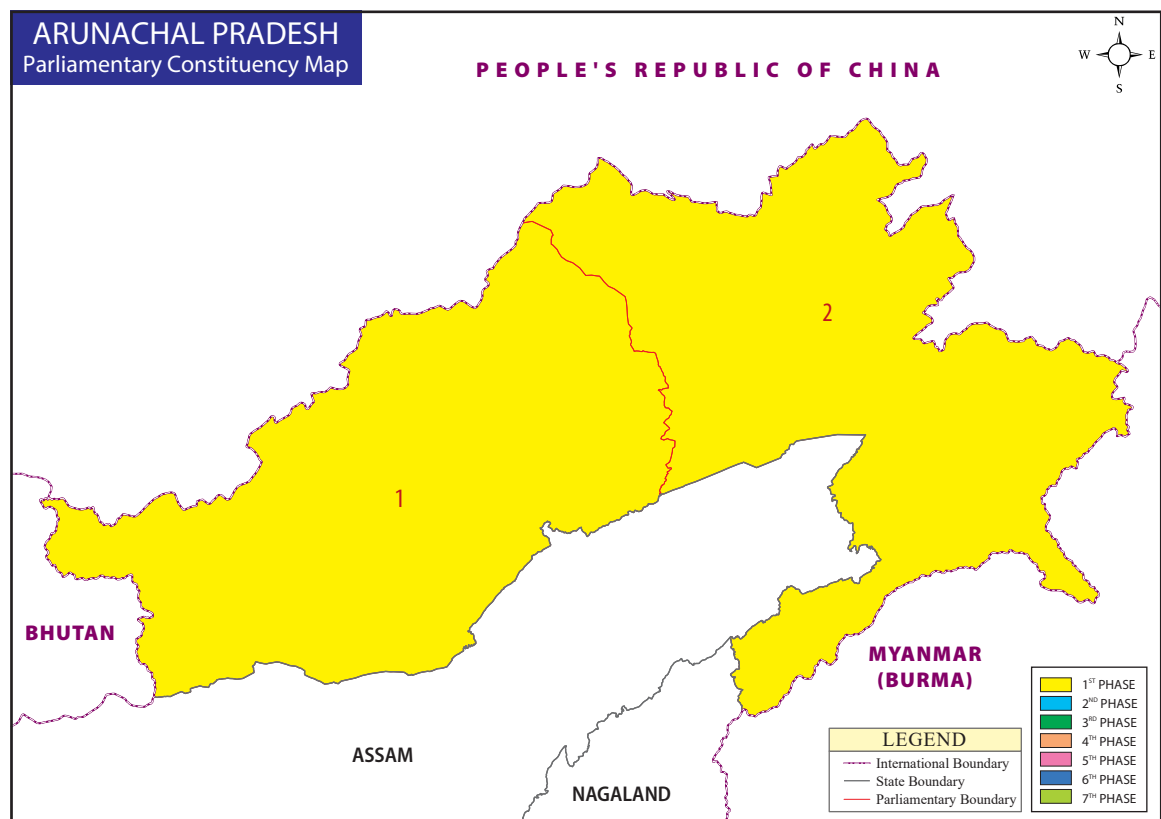 ARUNACHAL PRADESH
Parliamentary Constituency Map
N
W E
S
PEOPLE'S REPUBLIC OF CHINA
2
1
BHUTAN
MYANMAR
(BURMA)
ASSAM
NAGALAND
LEGEND
International Boundary
State Boundary
Parliamentary Boundary
1ST PHASE
2ND PHASE
3RD PHASE
4TH PHASE
5TH PHASE
6TH PHASE
7TH PHASE